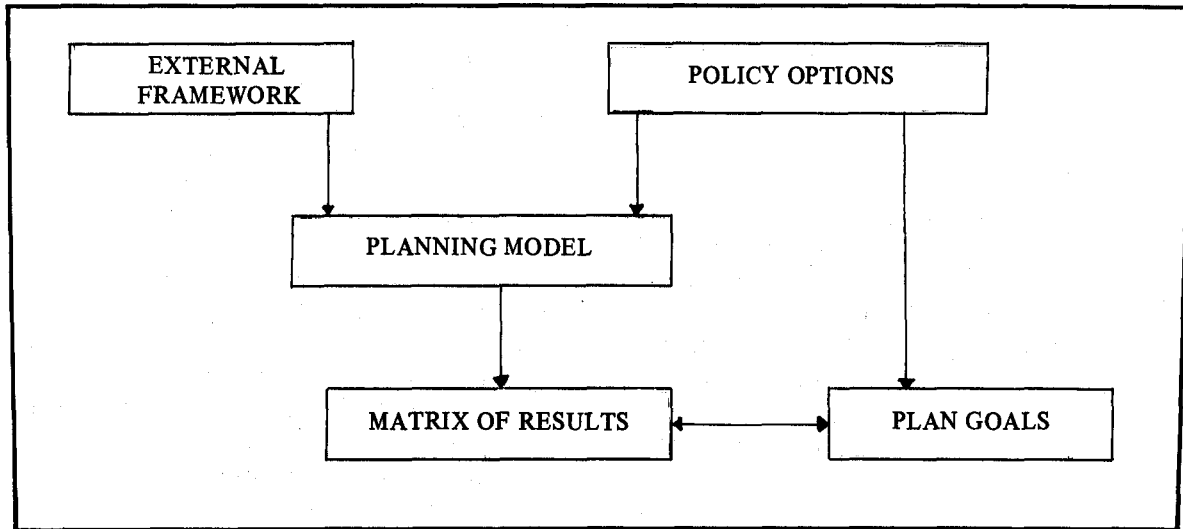 EXTERNAL
FRAMEWORK
POLICY OPTIONS
PLANNING MODEL
MATRIX OF RESULTS
PLAN GOALS